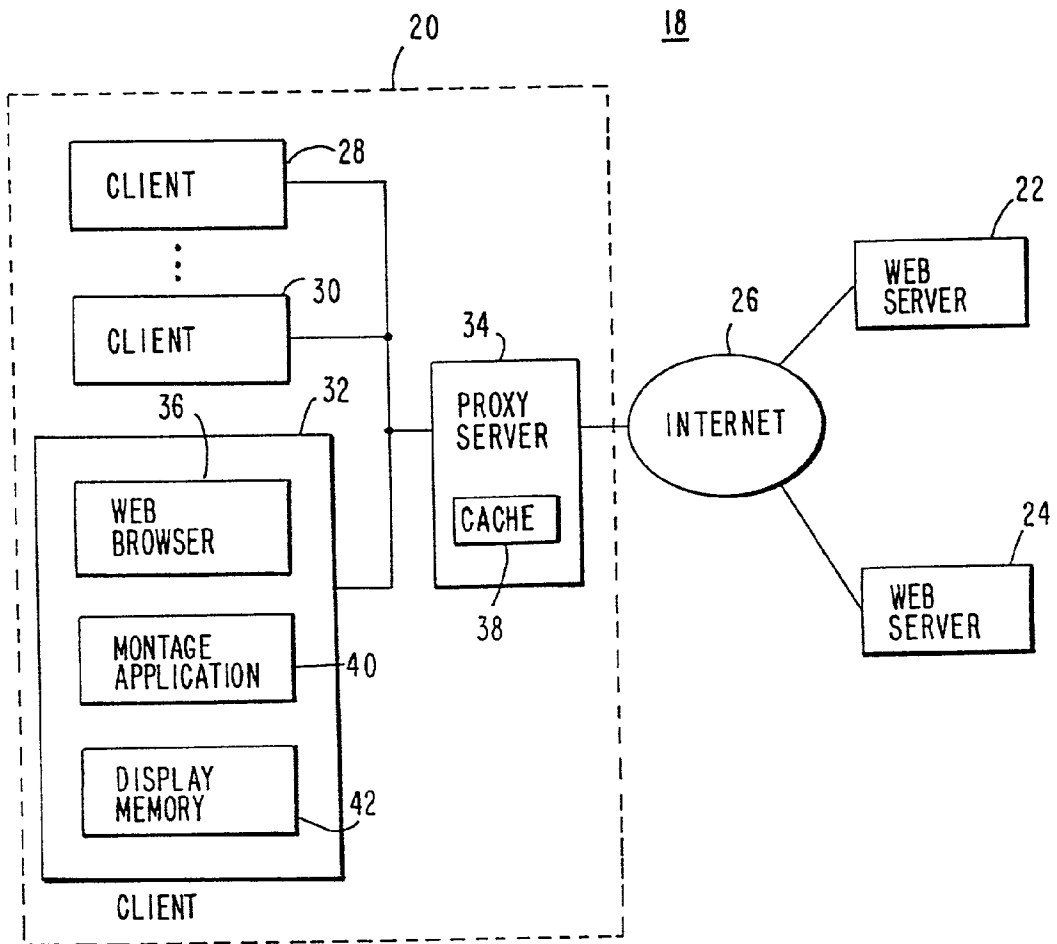 18
20
CLIENT
28
CLIENT
30
36
32
WEB
BROWSER
MONTAGE
APPLICATION
40
DISPLAY
MEMORY
42
CLIENT
34
PROXY
SERVER
CACHE
38
26
INTERNET
22
WEB
SERVER
24
WEB
SERVER